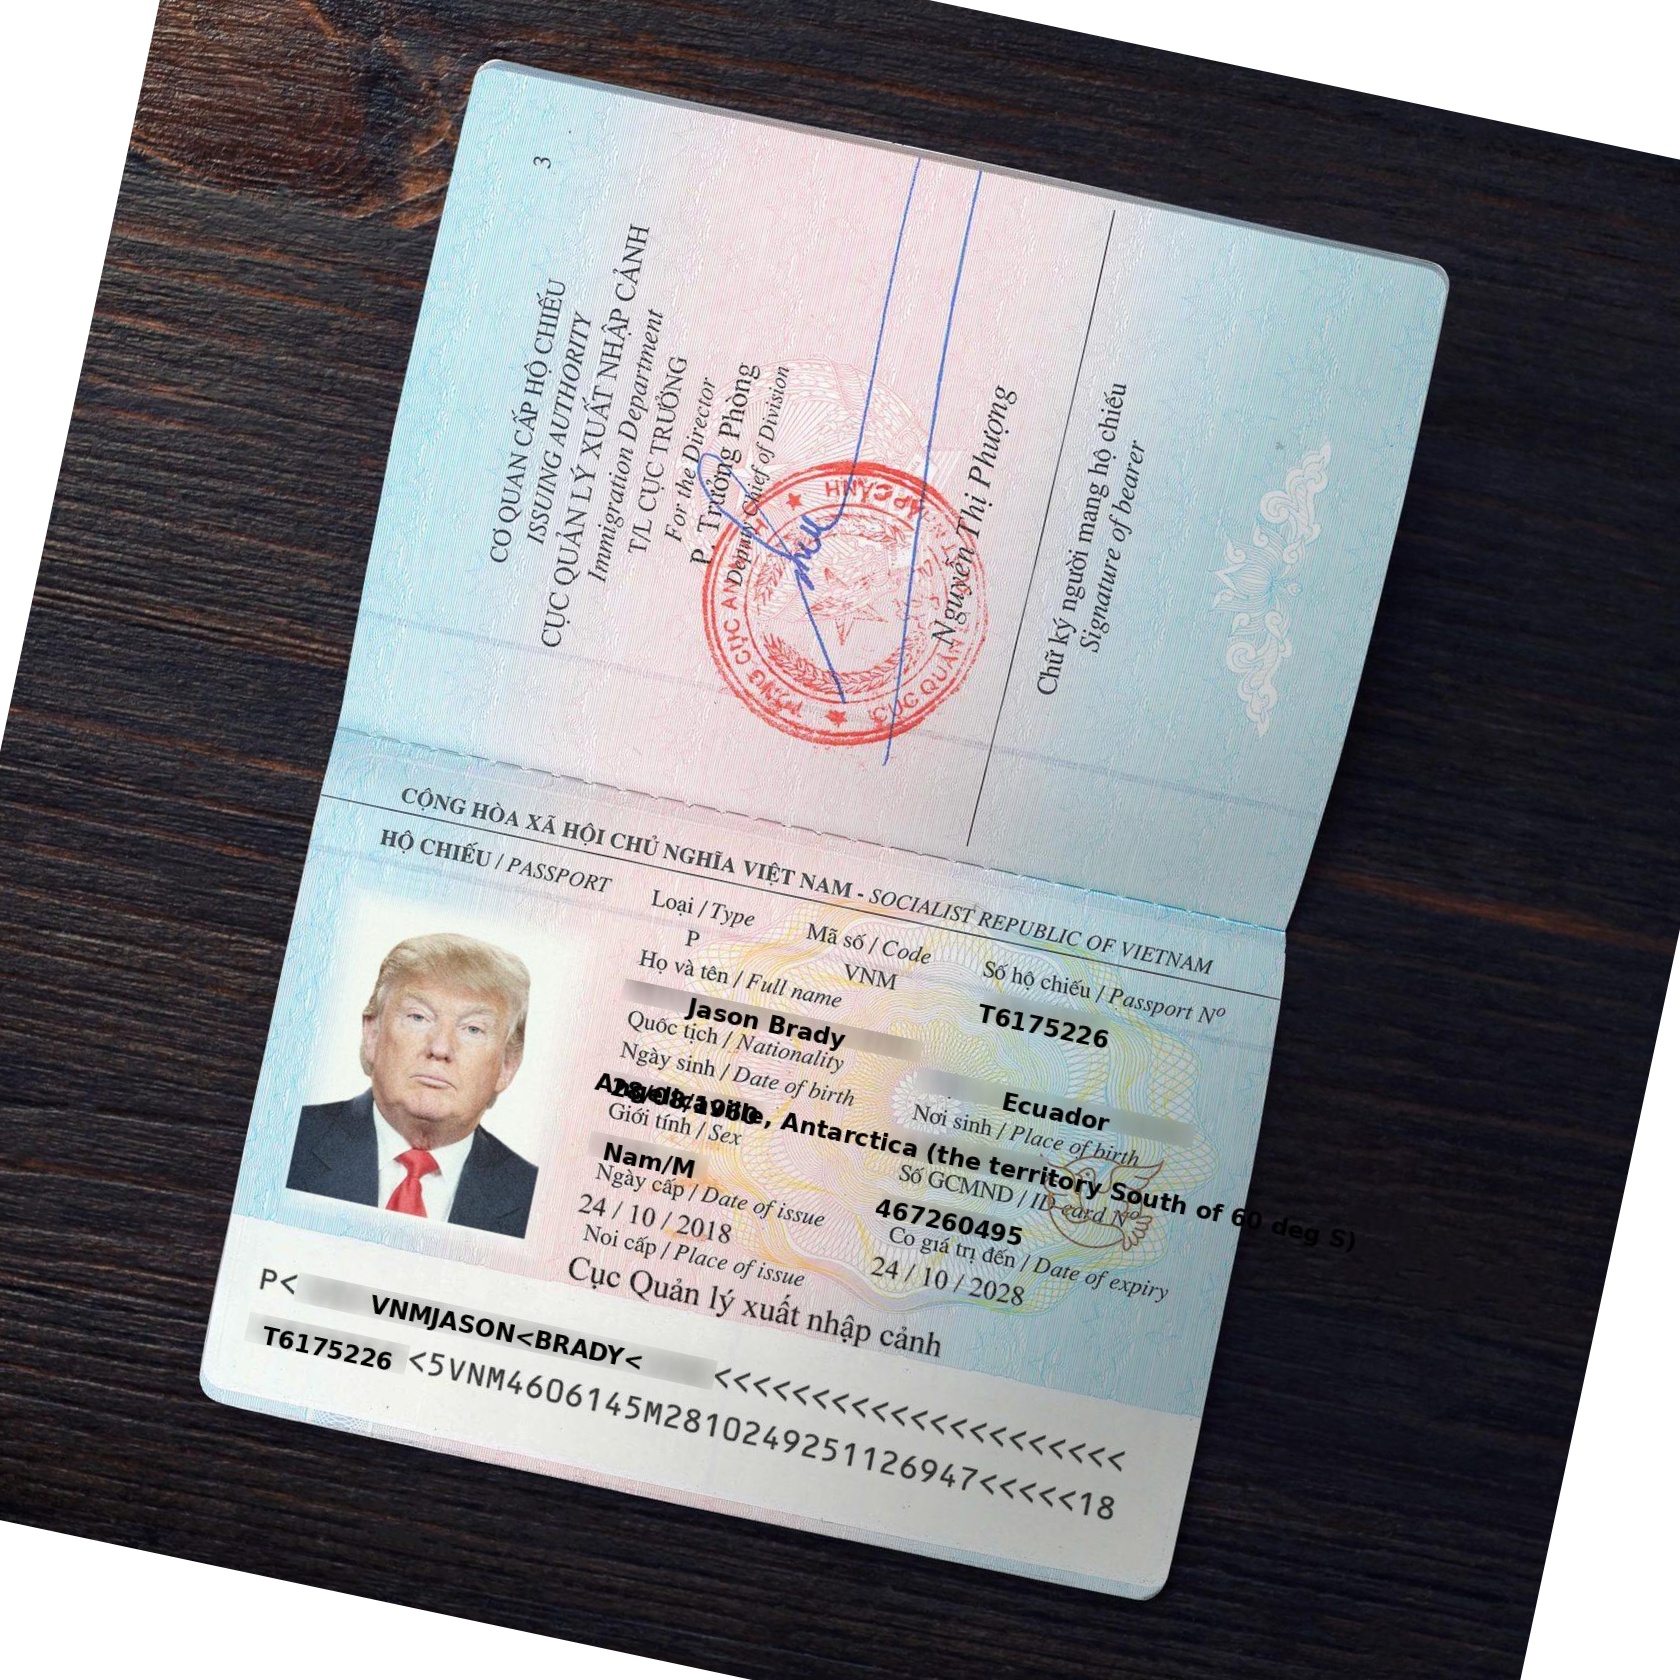 3
CƠ QUAN CẤP HỘ CHIẾU
ISSUING AUTHORITY
CỤC QUẢN LÝ XUẤT NHẬP CẢNH
Immigration Department
T/L CỤC TRƯỞNG
For the Director
P. Trưởng Phòng
Deputy Chief of Division
Nguyễn Thị Phượng
Chữ ký người mang hộ chiếu
Signature of bearer
CỘNG HÒA XÃ HỘI CHỦ NGHĨA VIỆT NAM - SOCIALIST REPUBLIC OF VIETNAM
HỘ CHIẾU / PASSPORT
Loại / Type
Mã số / Code
Số hộ chiếu / Passport Nº
P
VNM
T6175226
Họ và tên / Full name
Jason Brady
Quốc tịch / Nationality
Ecuador
Ngày sinh / Date of birth
Nơi sinh / Place of birth
28/08/1960
Antarctica (the territory South of 60 deg S)
Giới tính / Sex
Số GCMND / ID card Nº
Nam/M
467260495
Ngày cấp / Date of issue
Có giá trị đến / Date of expiry
24 / 10 / 2018
24 / 10 / 2028
Noi cấp / Place of issue
Cục Quản lý xuất nhập cảnh
P< VNMJASON<BRADY< <<<<<<<<<<<<<<<<<<<<<
T6175226 <5VNM4606145M2810249251126947<<<<<18